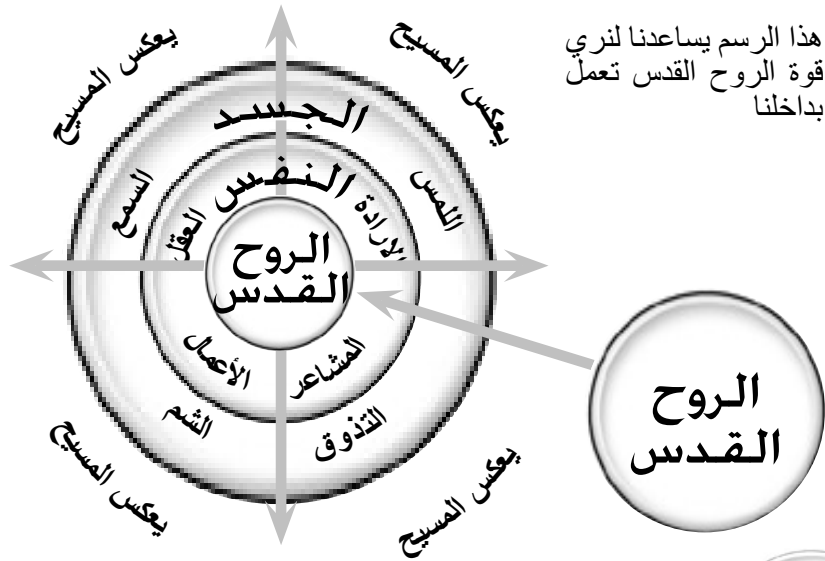 هذا الرسم يساعدنا لنري
قوة الروح القدس تعمل
بداخلنا
يعكس المسيح
يعكس المسيح
الجسد
النفس
السمع
اللمس
العقل
الارادة
الروح
القدس
الأعمال
المشاعر
الشم
التذوق
يعكس المسيح
يعكس المسيح
الروح
القدس